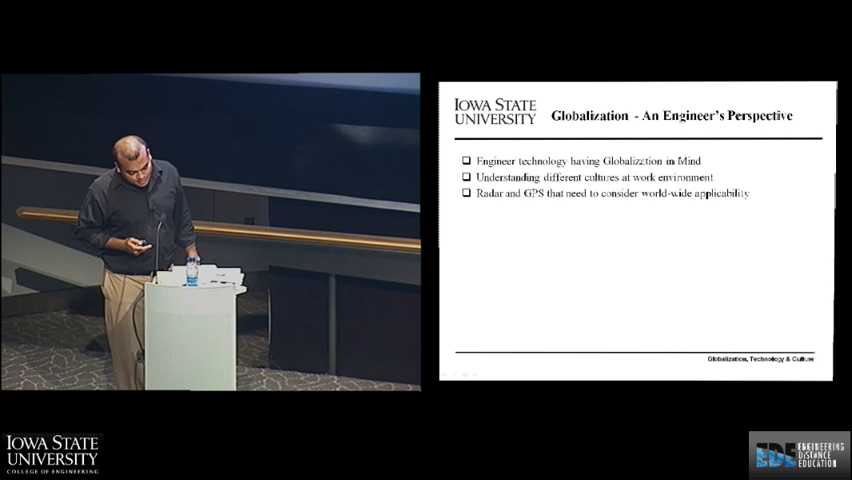 IOWA STATE
UNIVERSITY
Globalization - An Engineer's Perspective
Engineer technology having Globalization in Mind
Understanding different cultures at work environment
Radar and GPS that need to consider world-wide applicability
Globalization, Technology & Culture
IOWA STATE
UNIVERSITY
COLLEGE OF ENGINEERING
EDE ENGINEERING
DISTANCE
EDUCATION